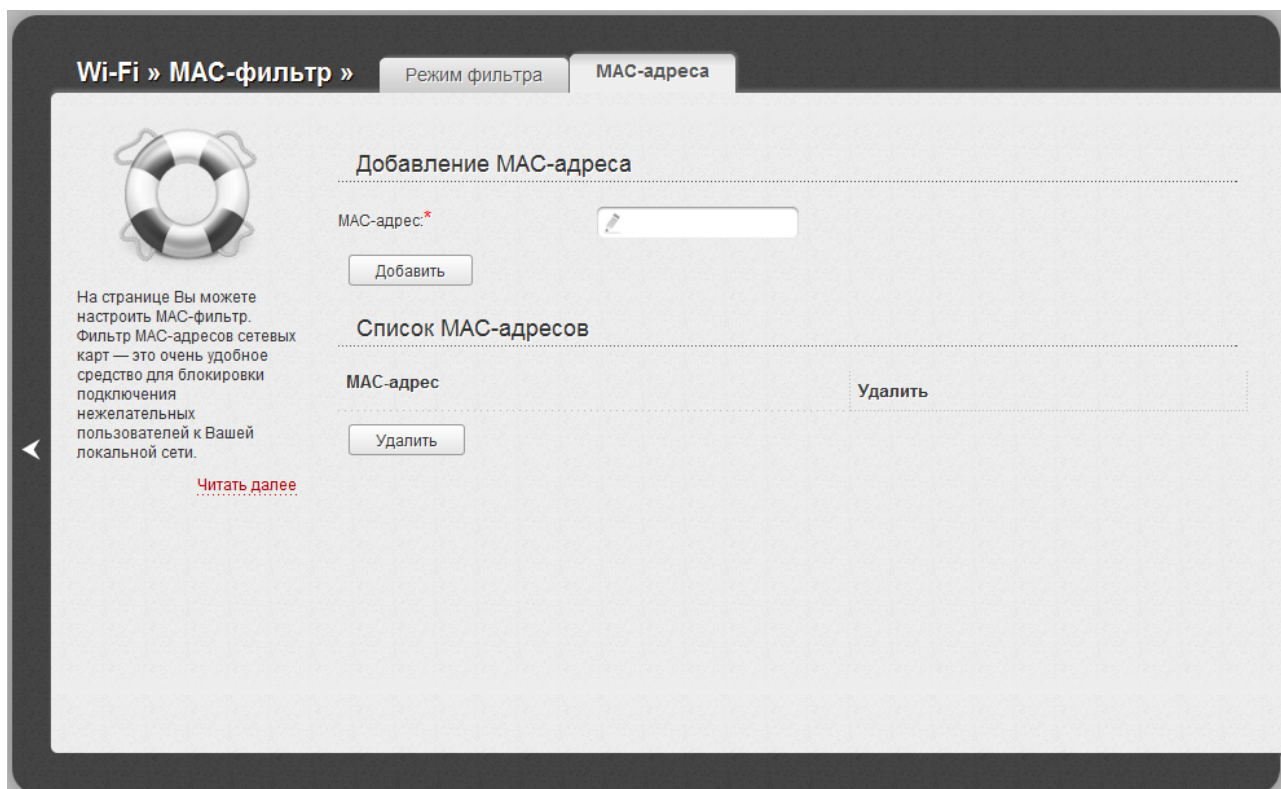 Wi-Fi » MAC-фильтр »
Режим фильтра
MAC-адреса
На странице Вы можете
настроить MAC-фильтр.
Фильтр MAC-адресов сетевых
карт — это очень удобное
средство для блокировки
подключения
нежелательных
пользователей к Вашей
локальной сети.
Читать далее
Добавление MAC-адреса
MAC-адрес:*
Добавить
Список MAC-адресов
MAC-адрес
Удалить
Удалить